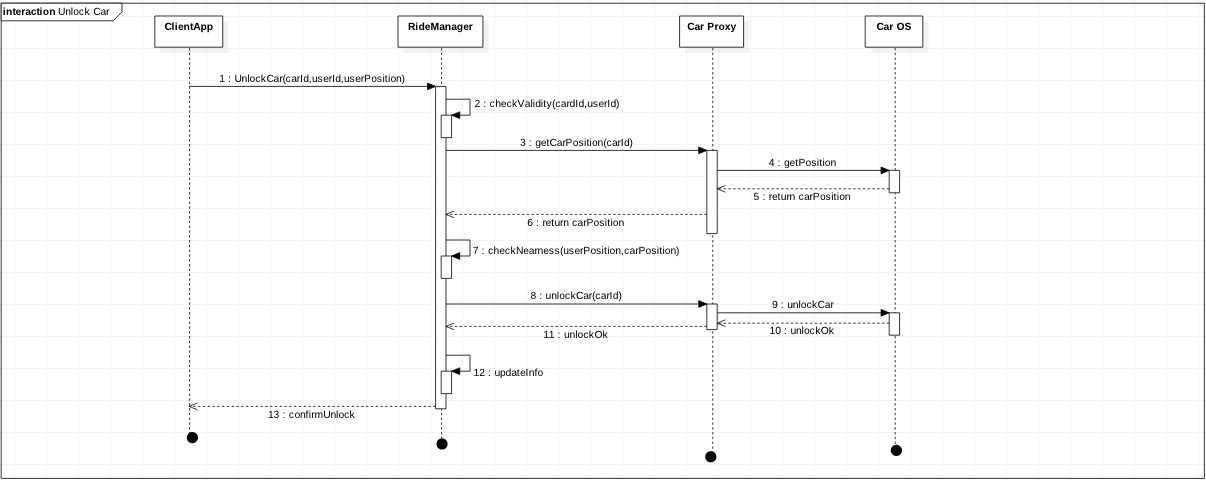 interaction Unlock Car
ClientApp
RideManager
Car Proxy
Car OS
1 : UnlockCar(carId,userId,userPosition)
2 : checkValidity(cardId,userId)
3 : getCarPosition(carId)
4 : getPosition
5 : return carPosition
6 : return carPosition
7 : checkNearness(userPosition,carPosition)
8 : unlockCar(carId)
9 : unlockCar
10 : unlockOk
11 : unlockOk
12 : updateInfo
13 : confirmUnlock